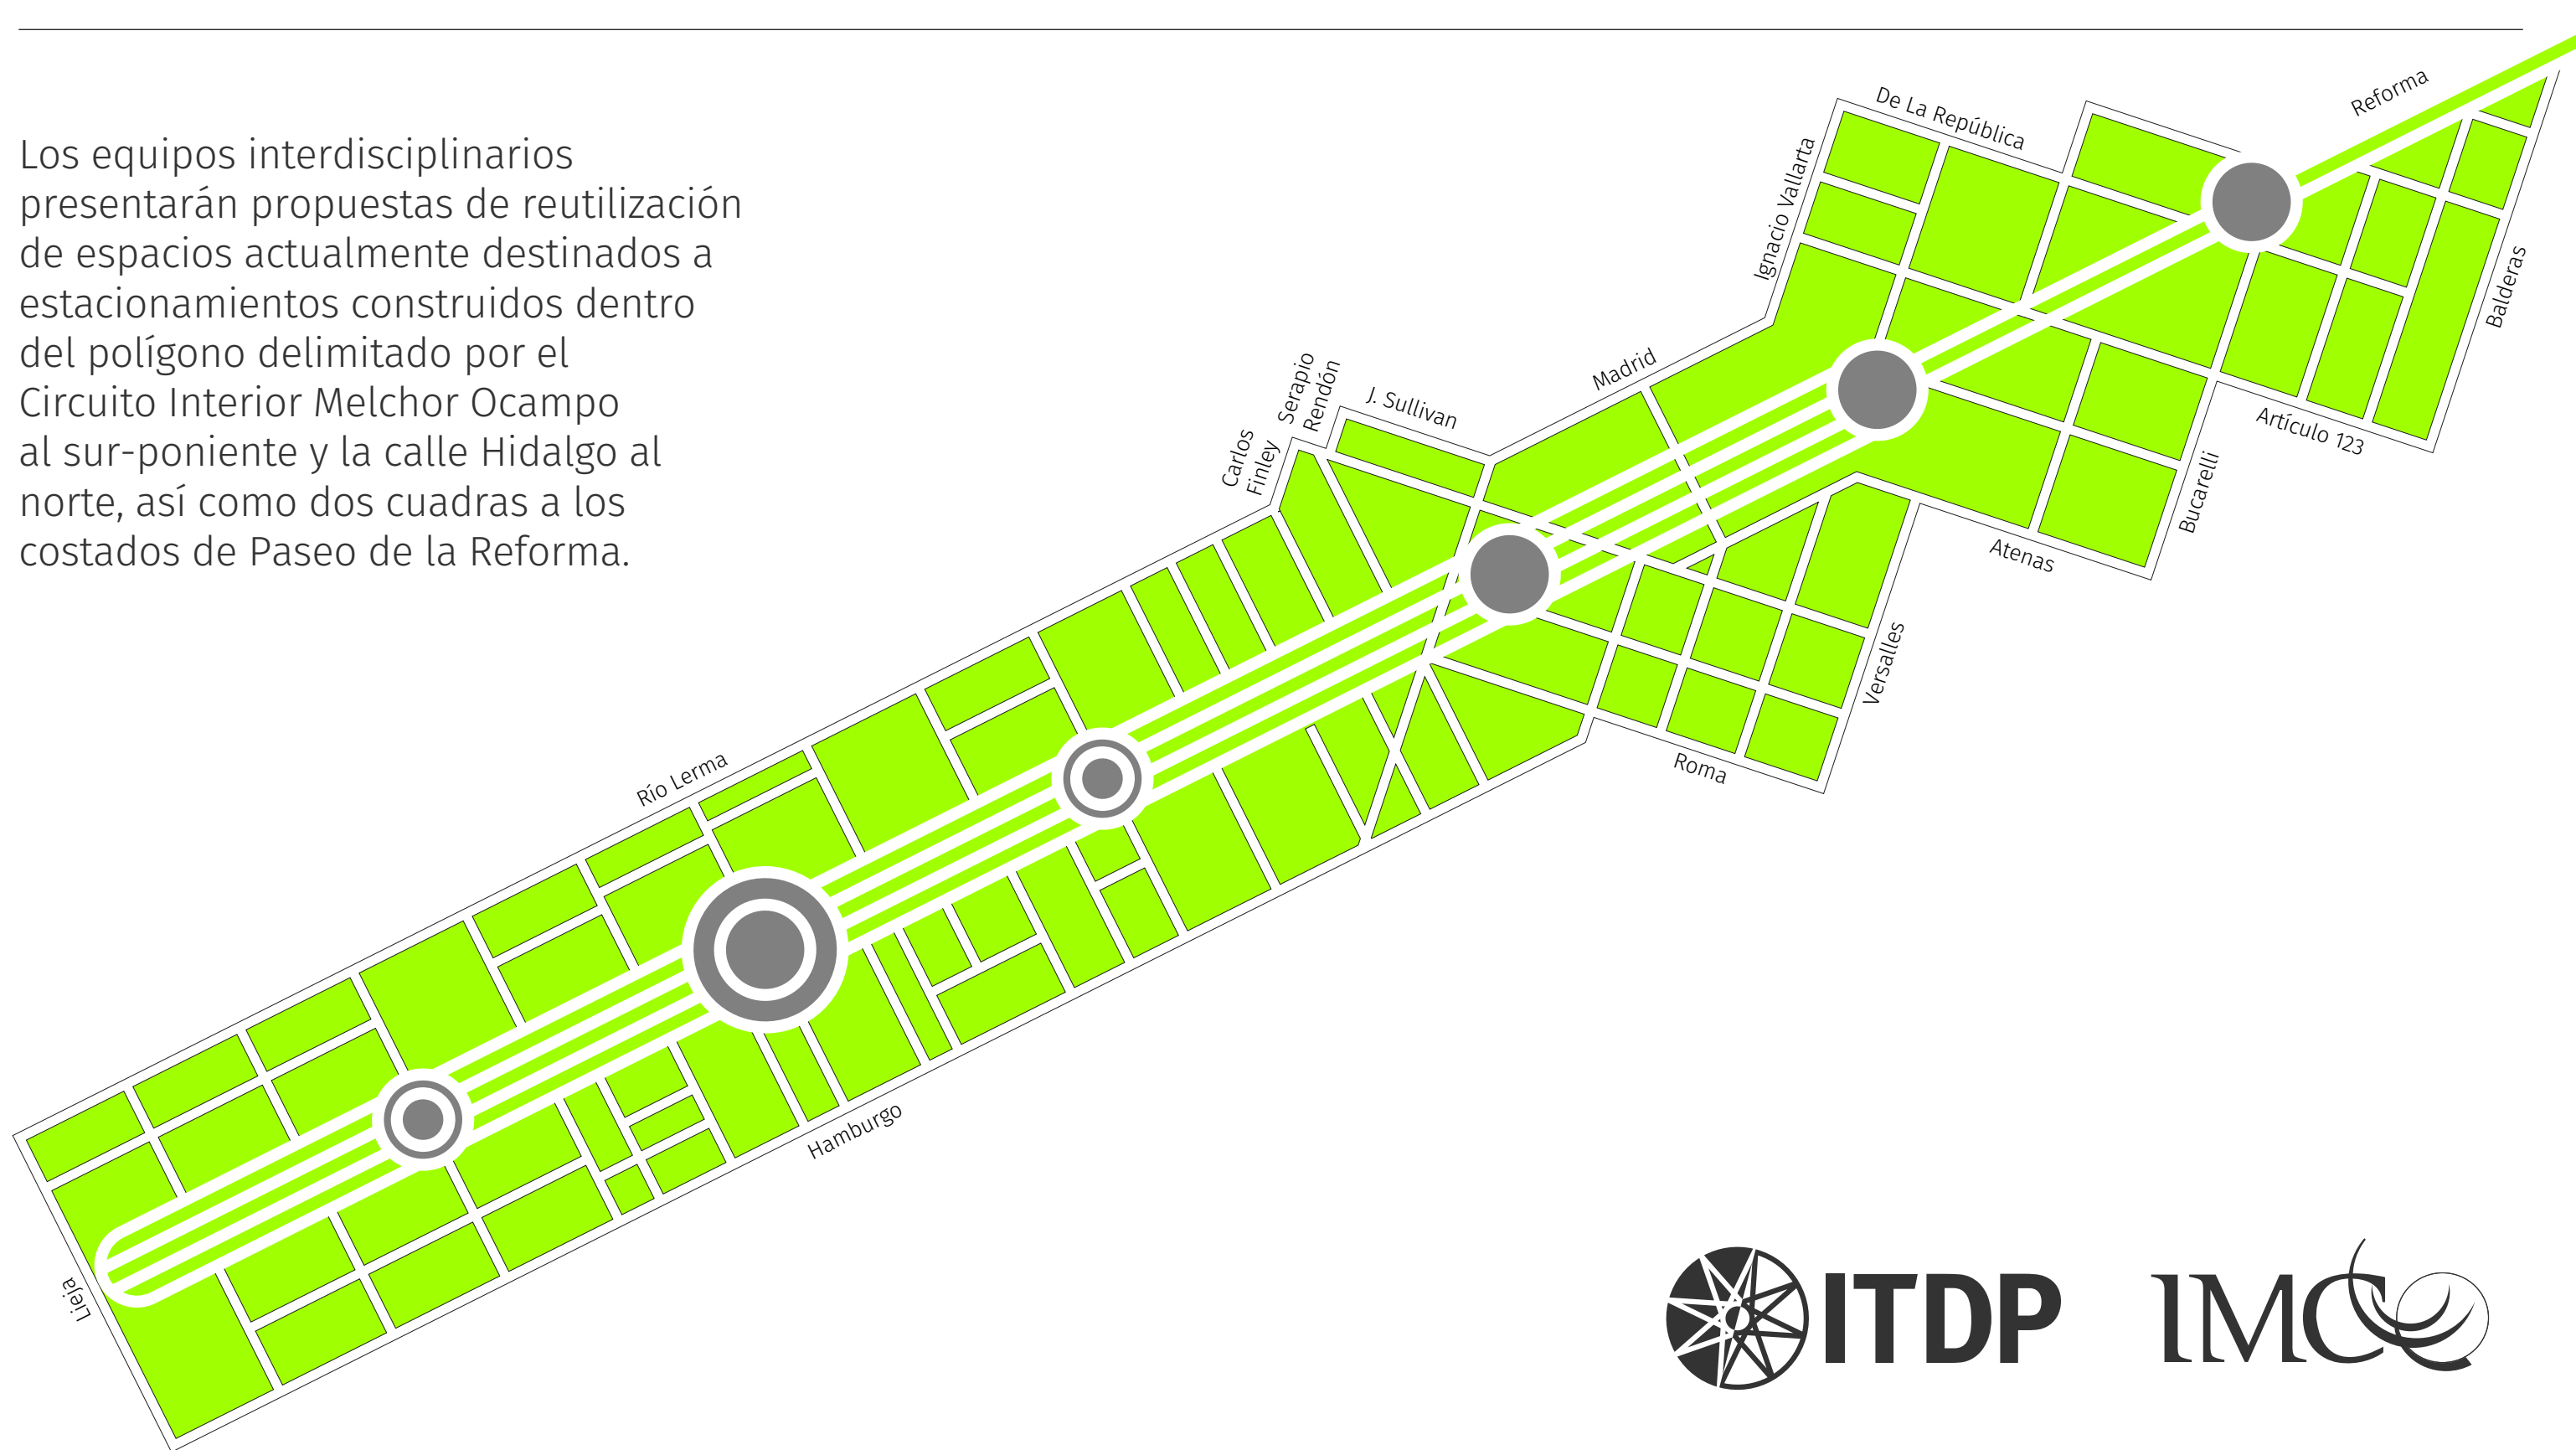 Los equipos interdisciplinarios
presentarán propuestas de reutilización
de espacios actualmente destinados a
estacionamientos construidos dentro
del polígono delimitado por el
Circuito Interior Melchor Ocampo
al sur-poniente y la calle Hidalgo al
norte, así como dos cuadras a los
costados de Paseo de la Reforma.
Reforma
De La República
Ignacio Vallarta
Balderas
Madrid
Serapio
Rendón
J. Sullivan
Carlos
Finley
Artículo 123
Bucarelli
Atenas
Versalles
Roma
Río Lerma
Hamburgo
Lieja
ITDP
IMCO